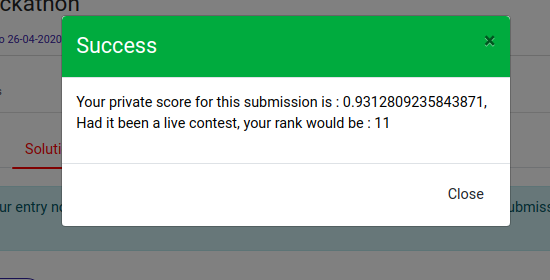 ckathon
o 26-04-2020
Success
×
s
Your private score for this submission is : 0.9312809235843871,
Had it been a live contest, your rank would be : 11
Soluti
Close
ur entry no
ubmiss